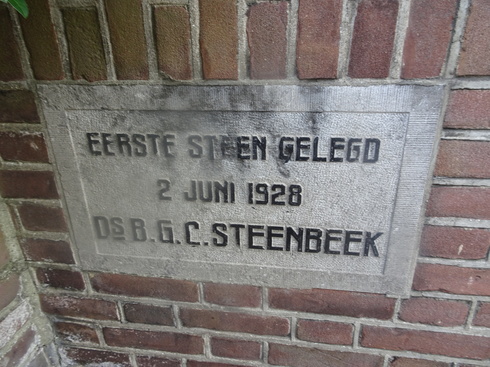 EERSTE STEEN GELEGD
2 JUNI 1928
DS B.G.C. STEENBEEK